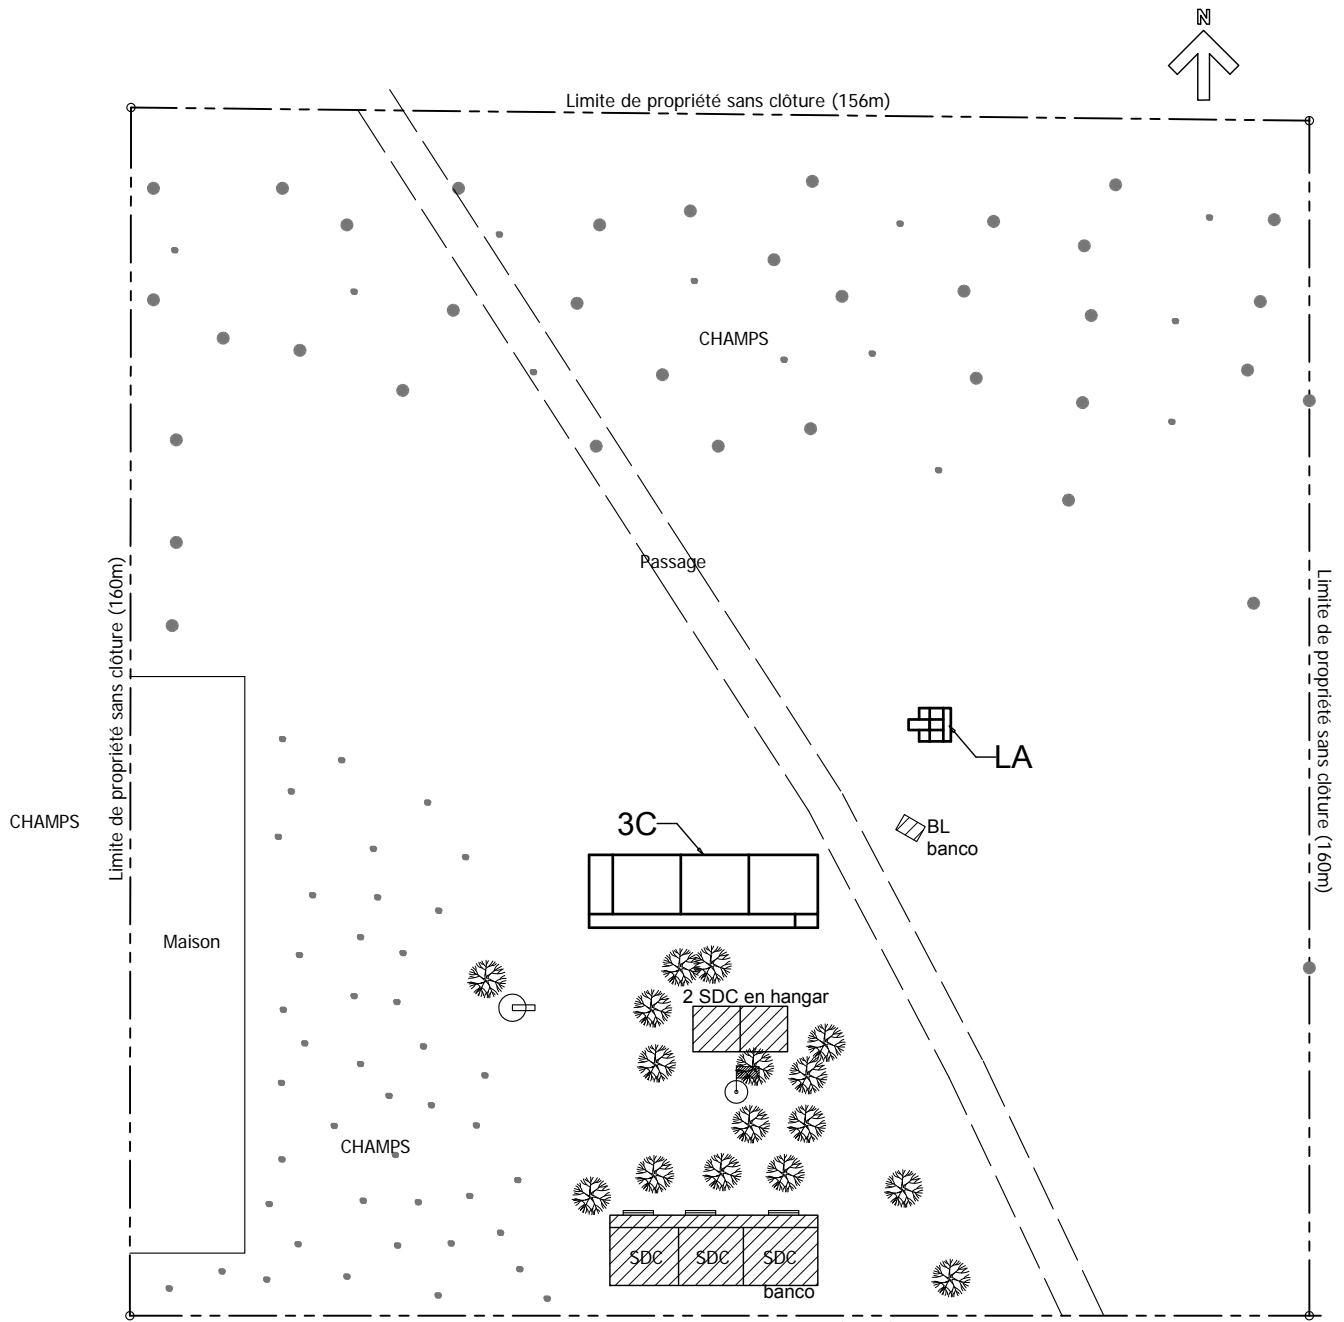 N
Limite de propriété sans clôture (156m)
CHAMPS
Passage
Limite de propriété sans clôture (160m)
Limite de propriété sans clôture (160m)
LA
CHAMPS
3C
BL
banco
Maison
2 SDC en hangar
CHAMPS
SDC
SDC
SDC
banco